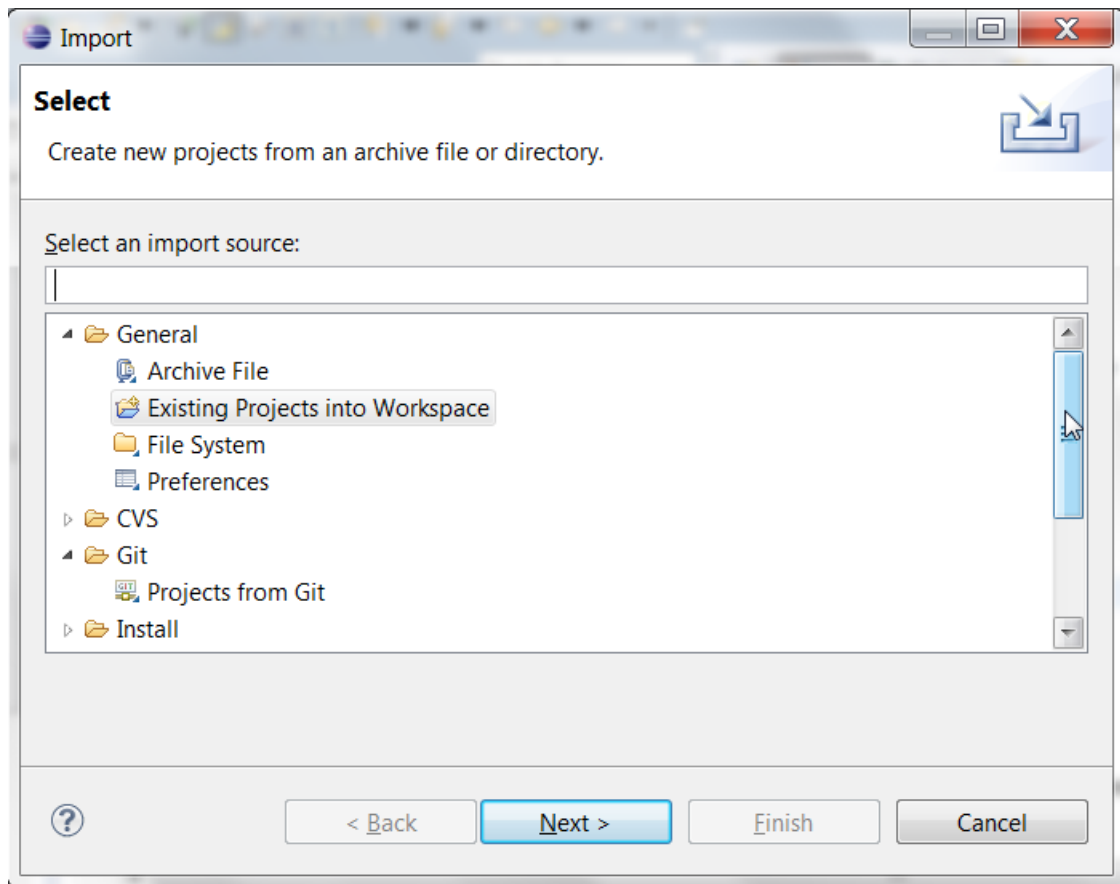 Import
Select
Create new projects from an archive file or directory.
Select an import source:
General
Archive File
Existing Projects into Workspace
File System
Preferences
CVS
Git
GIT Projects from Git
Install
? < Back Next > Finish Cancel